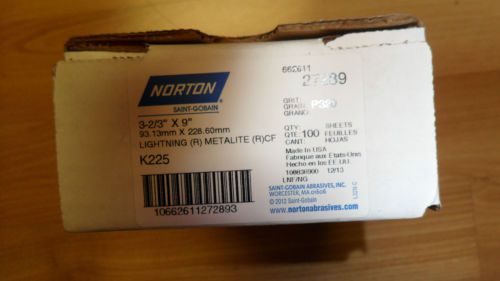 NORTON
SAINT-GOBAIN
3-2/3" X 9"
93.13mm X 228.60mm
LIGHTNING (R) METALITE (R)CF
K225
10662611272893
662611
27289
GRIT:
GRAIN:
GRANO:
QTY: SHEETS
QTE: 100 FEUILLES
CANT: HOJAS
Made In USA
Fabrique aux Etats-Unis
Hecho en los EE.UU.
12/13
SAINT-GOBAIN ABRASIVES, INC.
WORCESTER, MA 01606
© 2012 Saint-Gobain
www.nortonabrasives.com